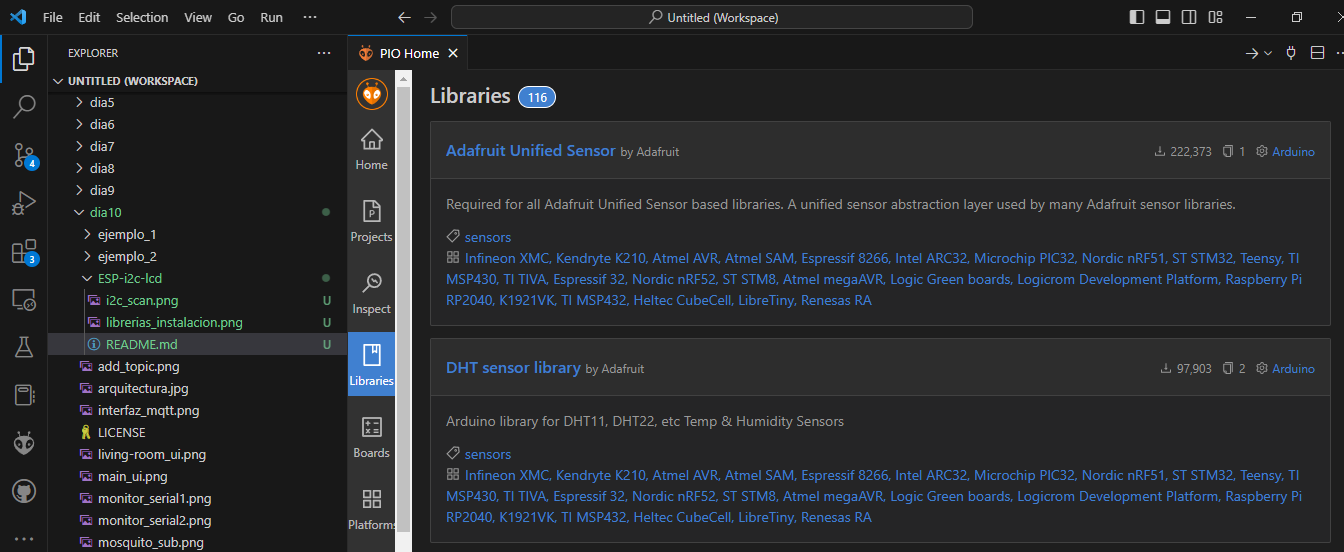 File Edit Selection View Go Run ···
Untitled (Workspace)
EXPLORER
UNTITLED (WORKSPACE)
dia5
dia6
dia7
dia8
dia9
dia10
ejemplo_1
ejemplo_2
ESP-i2c-lcd
i2c_scan.png U
librerias_instalacion.png U
README.md U
add_topic.png
arquitectura.jpg
interfaz_mqtt.png
LICENSE
living-room_ui.png
main_ui.png
monitor_serial1.png
monitor_serial2.png
mosquito_sub.png
4
3
PIO Home
Home
Projects
Inspect
Libraries
Boards
Platforms
Libraries 116
Adafruit Unified Sensor by Adafruit 222,373 1 Arduino
Required for all Adafruit Unified Sensor based libraries. A unified sensor abstraction layer used by many Adafruit sensor libraries.
sensors
Infineon XMC, Kendryte K210, Atmel AVR, Atmel SAM, Espressif 8266, Intel ARC32, Microchip PIC32, Nordic nRF51, ST STM32, Teensy, TI
MSP430, TI TIVA, Espressif 32, Nordic nRF52, ST STM8, Atmel megaAVR, Logic Green boards, Logicrom Development Platform, Raspberry Pi
RP2040, K1921VK, TI MSP432, Heltec CubeCell, LibreTiny, Renesas RA
DHT sensor library by Adafruit 97,903 2 Arduino
Arduino library for DHT11, DHT22, etc Temp & Humidity Sensors
sensors
Infineon XMC, Kendryte K210, Atmel AVR, Atmel SAM, Espressif 8266, Intel ARC32, Microchip PIC32, Nordic nRF51, ST STM32, Teensy, TI
MSP430, TI TIVA, Espressif 32, Nordic nRF52, ST STM8, Atmel megaAVR, Logic Green boards, Logicrom Development Platform, Raspberry Pi
RP2040, K1921VK, TI MSP432, Heltec CubeCell, LibreTiny, Renesas RA